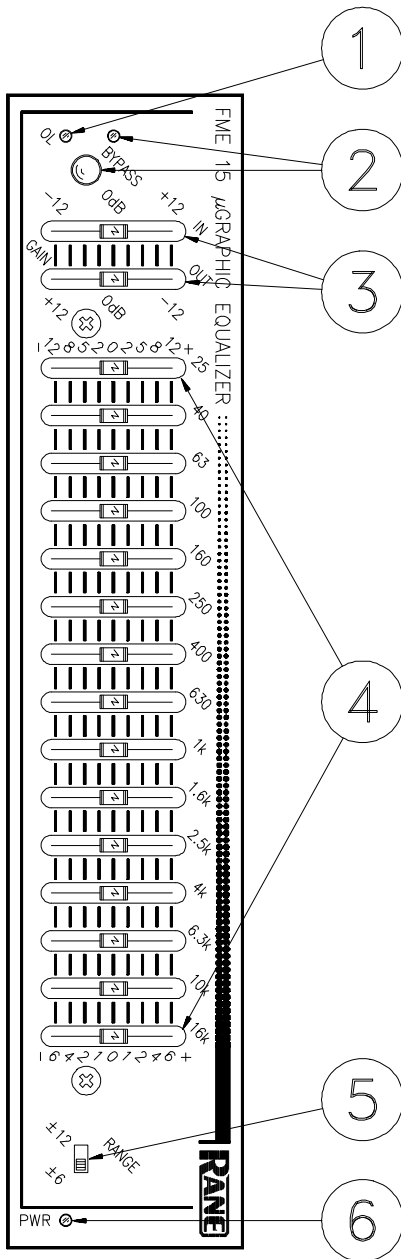 1
OL
BYPASS
2
FME 15 µGRAPHIC EQUALIZER
-12 0dB +12
IN
GAIN
OUT
+12 0dB -12
3
- 12 8 5 2 0 2 5 8 12 +
25
40
63
100
160
250
400
630
4
1k
1.6k
2.5k
4k
6.3k
10k
16k
- 6 4 2 1 0 1 2 4 6 +
±12
RANGE
±6
5
RANE
PWR
6